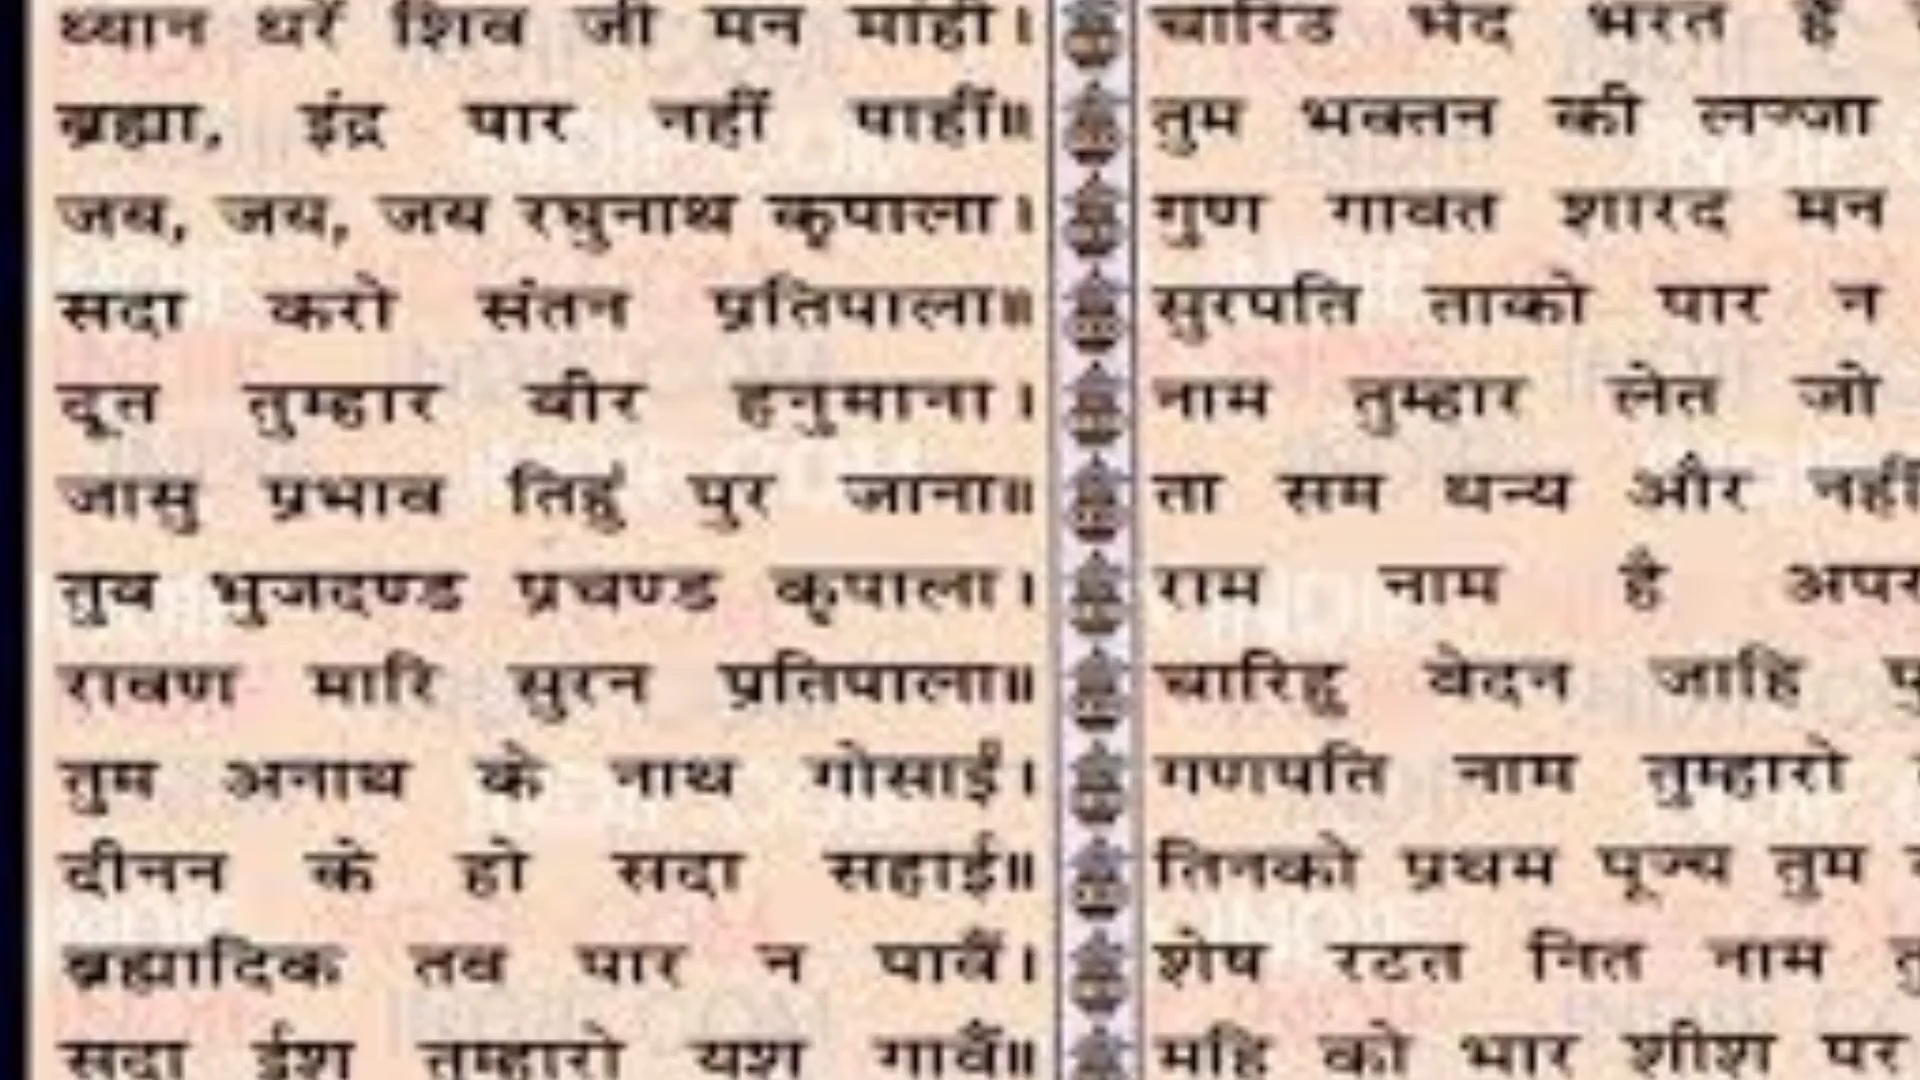 ध्यान धरें शिव जी मन मांही।
ब्रह्मा, इंद्र पार नहीं पाहीं॥
जय, जय, जय रघुनाथ कृपाला।
सदा करो संतन प्रतिपाला॥
दूत तुम्हार वीर हनुमाना।
जासु प्रभाव तिहुं पुर जाना॥
तुव भुजदण्ड प्रचण्ड कृपाला।
रावण मारि सुरन प्रतिपाला॥
तुम अनाथ के नाथ गोसाईं।
दीनन के हो सदा सहाई॥
ब्रह्मादिक तव पार न पावैं।
सदा ईश तुम्हारो यश गावैं॥
चारिउ भेद भरत हैं
तुम भक्तन की लज्जा
गुण गावत शारद मन
सुरपति ताको पार न
नाम तुम्हार लेत जो
ता सम धन्य और नहीं
राम नाम है
चारिहु वेदन जाहि
गणपति नाम तुम्हारो
तिनको प्रथम पूज्य तुम
शेष रटत नित नाम
महि को भार शीश पर